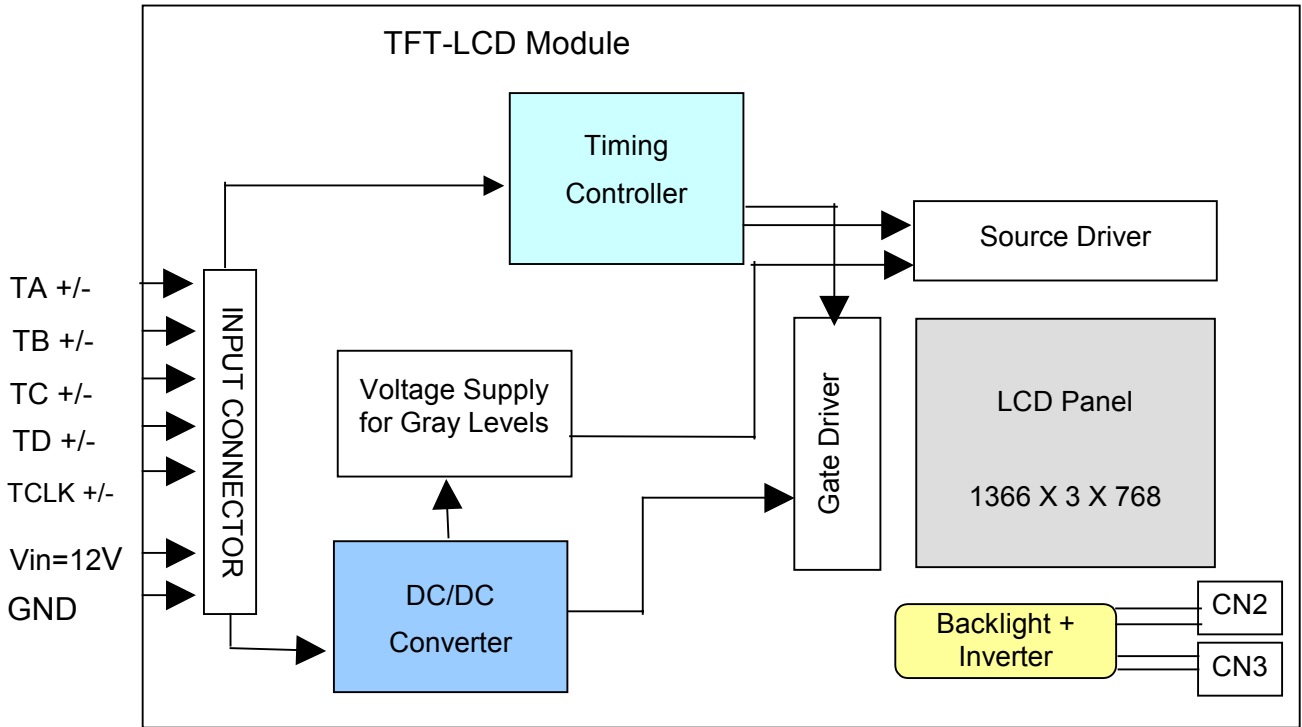 TFT-LCD Module
Timing
Controller
Source Driver
TA +/-
TB +/-
TC +/-
TD +/-
TCLK +/-
Vin=12V
GND
INPUT CONNECTOR
Voltage Supply
for Gray Levels
Gate Driver
LCD Panel
1366 X 3 X 768
DC/DC
Converter
Backlight +
Inverter
CN2
CN3